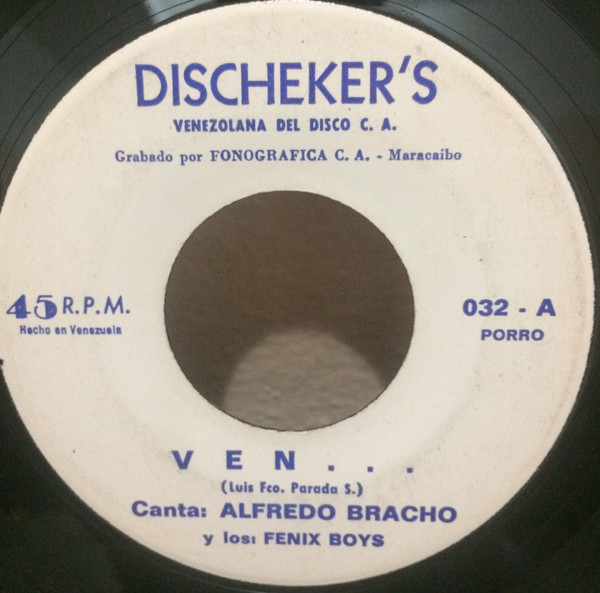 DISCHEKER'S
VENEZOLANA DEL DISCO C. A.
Grabado por FONOGRAFICA C. A. - Maracaibo
45 R.P.M.
Hecho en Venezuela
032 - A
PORRO
VEN...
(Luis Fco. Parada S.)
Canta: ALFREDO BRACHO
y los: FENIX BOYS